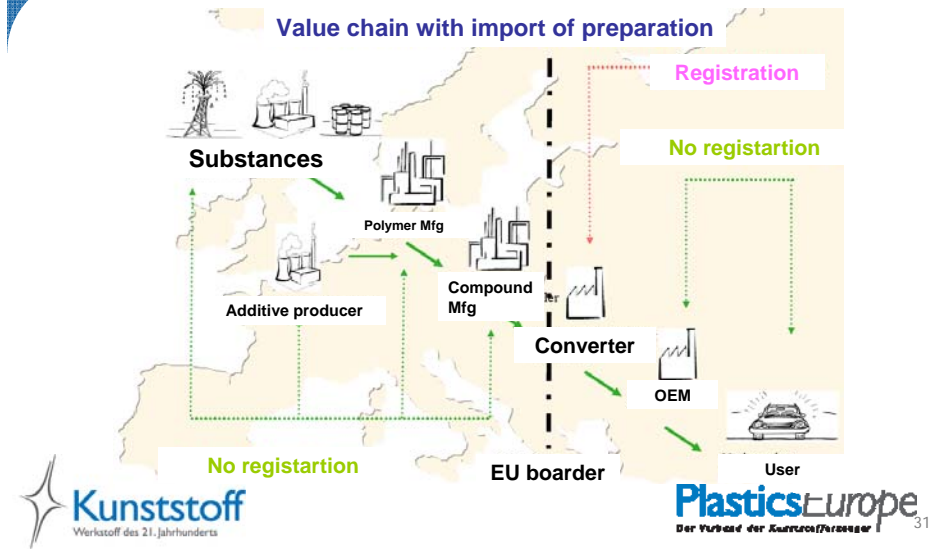 Value chain with import of preparation
Registration
No registartion
Substances
Polymer Mfg
Additive producer
Compound
Mfg
Converter
OEM
No registartion
EU boarder
User
Kunststoff
Werkstoff des 21. Jahrhunderts
PlasticsEurope
Der Verband der Kunststofferzeuger
31